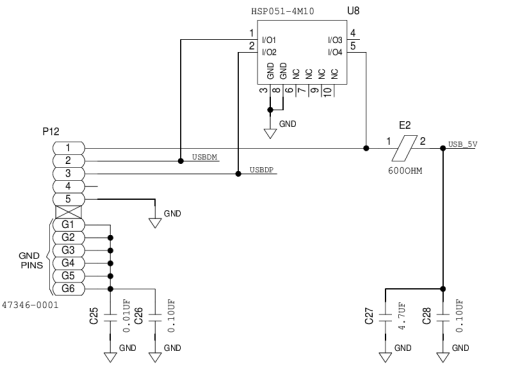 HSP051-4M10 U8
1 I/O1 I/O3 4
2 I/O2 I/O4 5
GND GND NC NC NC NC
3 8 6 7 9 10
GND
P12
E2
1
1 2 USB_5V
2 USBDM
600OHM
3 USBDP
4
5
GND
G1
G2
G3
G4
G5
G6
GND
PINS
47346-0001
C25 0.01UF
C26 0.10UF
C27 4.7UF
C28 0.10UF
GND GND GND GND